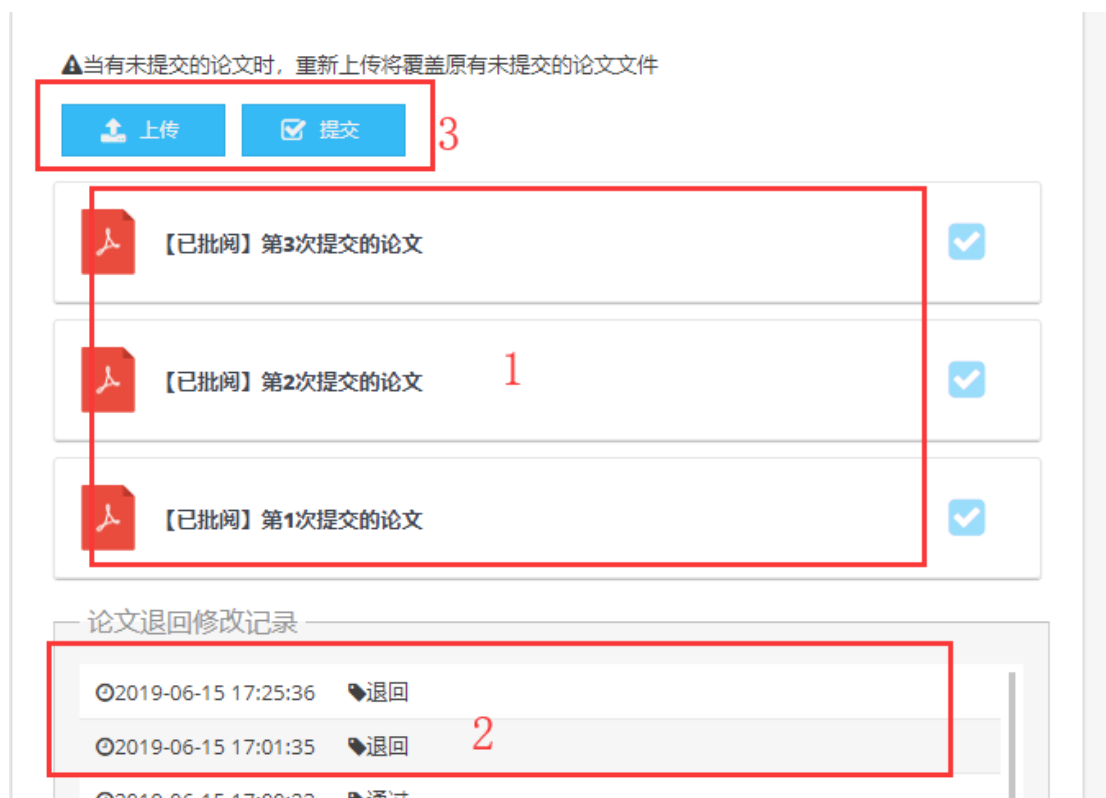 当有未提交的论文时，重新上传将覆盖原有未提交的论文文件
上传 提交 3
【已批阅】第3次提交的论文
【已批阅】第2次提交的论文 1
【已批阅】第1次提交的论文
论文退回修改记录
2019-06-15 17:25:36 退回
2019-06-15 17:01:35 退回 2